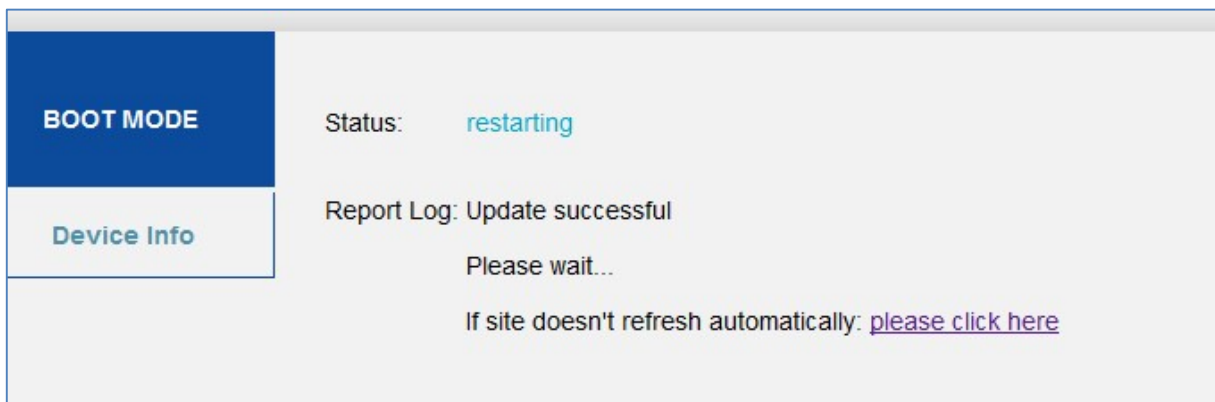 BOOT MODE
Status: restarting
Report Log: Update successful
Device Info
Please wait...
If site doesn't refresh automatically: please click here